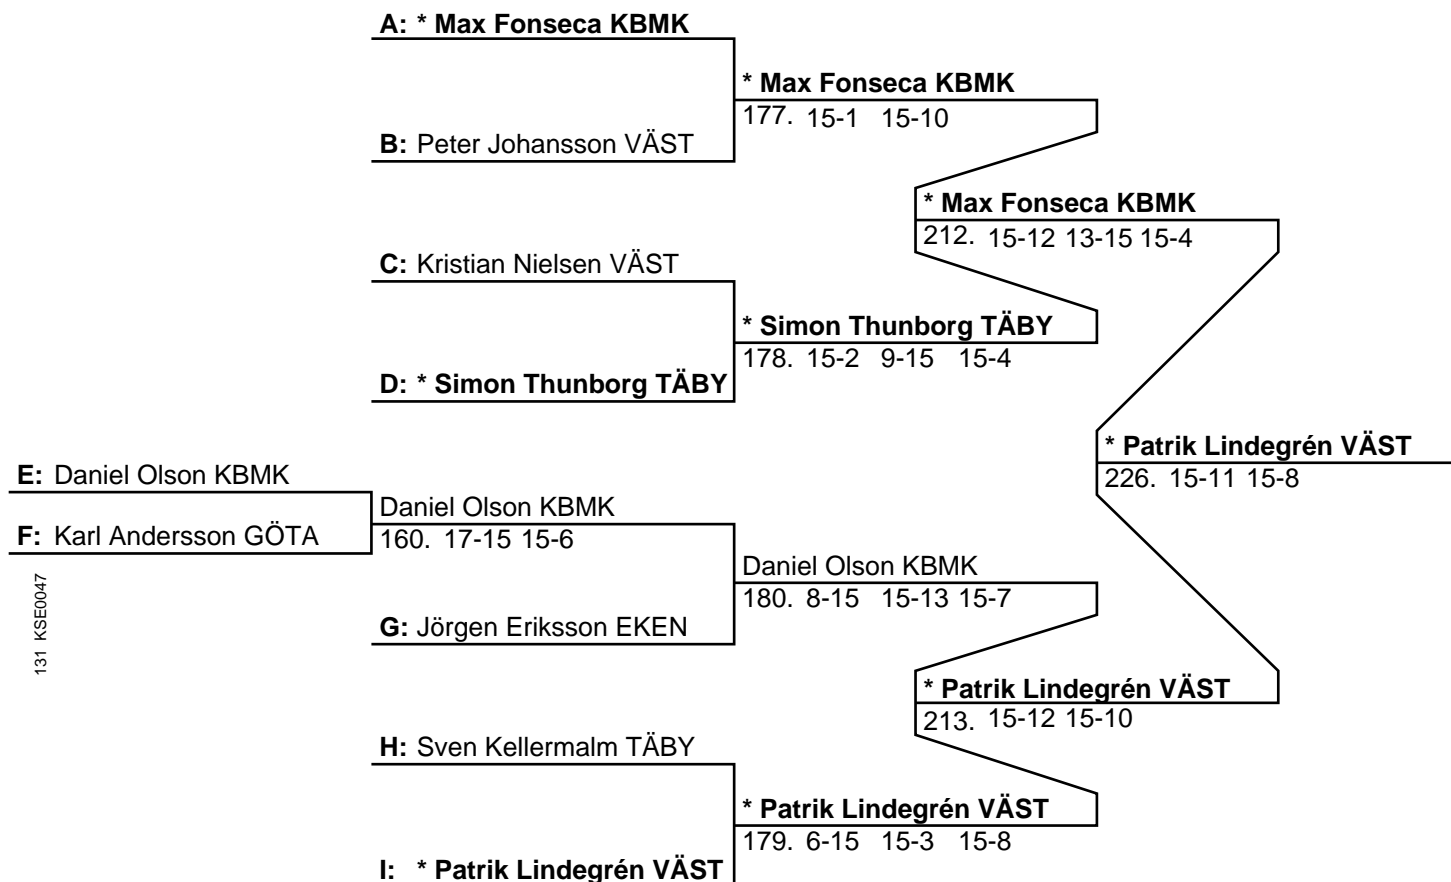 A: * Max Fonseca KBMK
* Max Fonseca KBMK
177. 15-1 15-10
B: Peter Johansson VÄST
* Max Fonseca KBMK
212. 15-12 13-15 15-4
C: Kristian Nielsen VÄST
* Simon Thunborg TÄBY
178. 15-2 9-15 15-4
D: * Simon Thunborg TÄBY
* Patrik Lindegrén VÄST
226. 15-11 15-8
E: Daniel Olson KBMK
Daniel Olson KBMK
160. 17-15 15-6
F: Karl Andersson GÖTA
Daniel Olson KBMK
180. 8-15 15-13 15-7
G: Jörgen Eriksson EKEN
131 KSE0047
* Patrik Lindegrén VÄST
213. 15-12 15-10
H: Sven Kellermalm TÄBY
* Patrik Lindegrén VÄST
179. 6-15 15-3 15-8
I: * Patrik Lindegrén VÄST